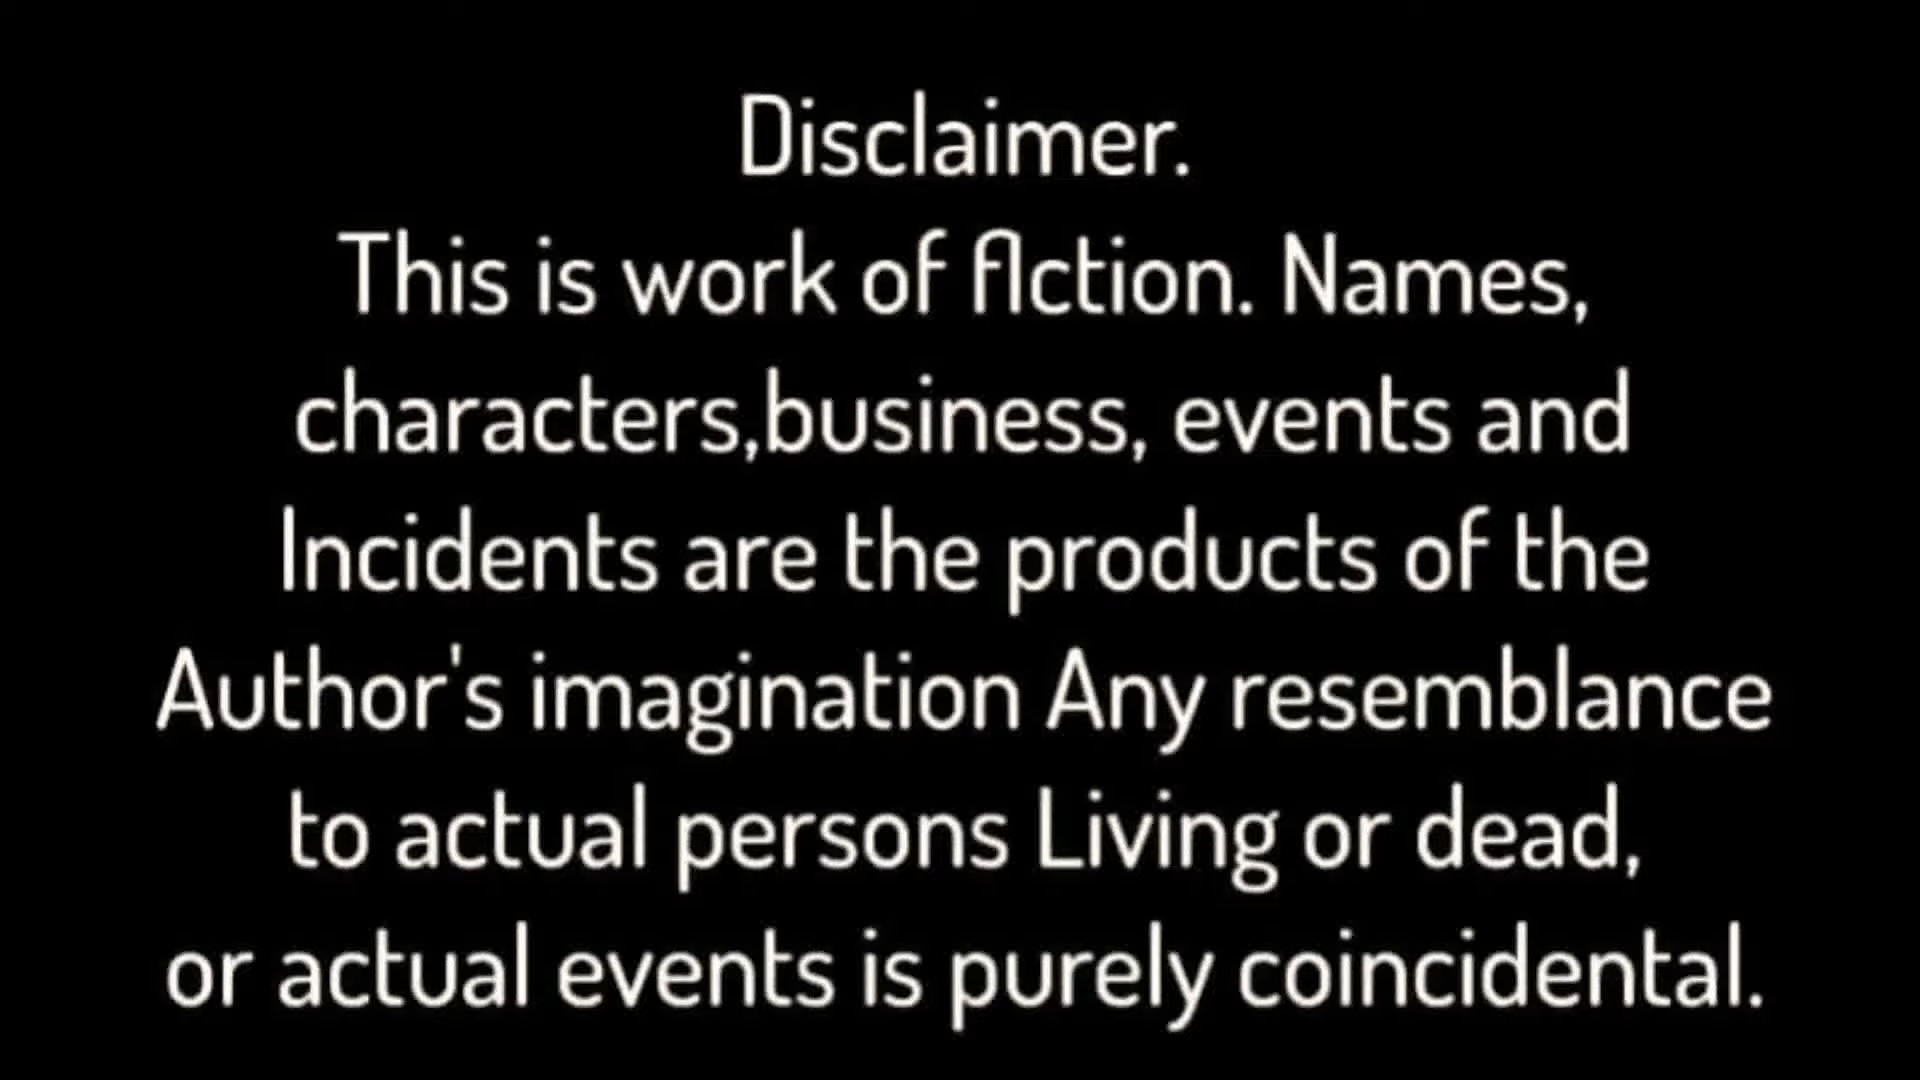 Disclaimer.
This is work of fiction. Names,
characters,business, events and
Incidents are the products of the
Author's imagination Any resemblance
to actual persons Living or dead,
or actual events is purely coincidental.